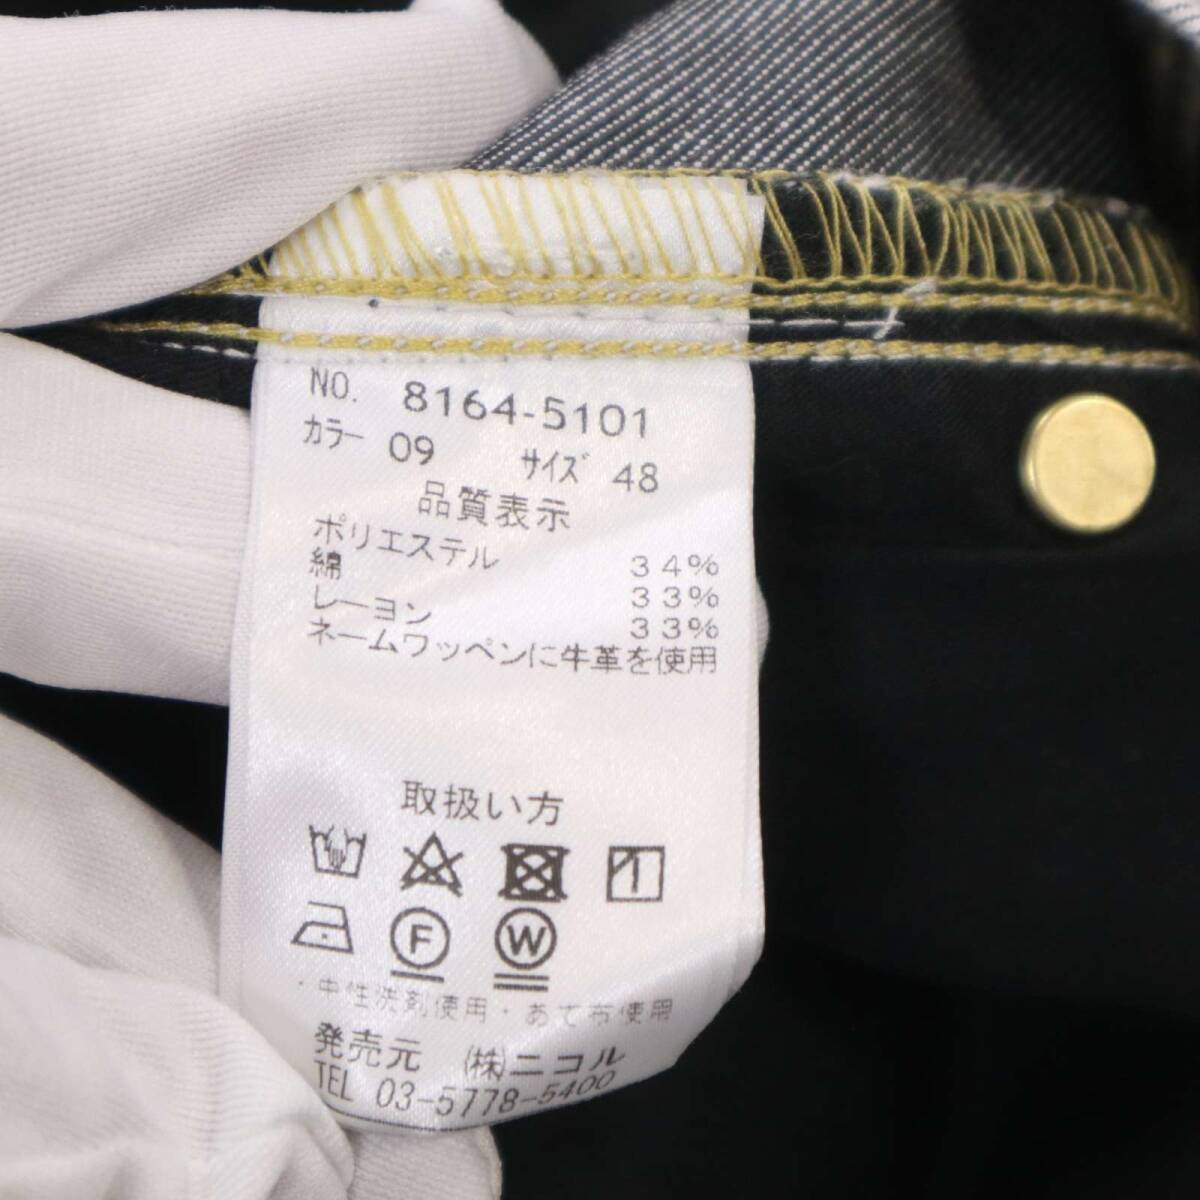 NO. 8164-5101
カラー 09 サイズ 48
品質表示
ポリエステル 34%
綿 33%
レーヨン 33%
ネームワッペンに牛革を使用
取扱い方
F W
・中性洗剤使用・あて布使用
発売元 (株)ニコル
TEL 03-5778-5400